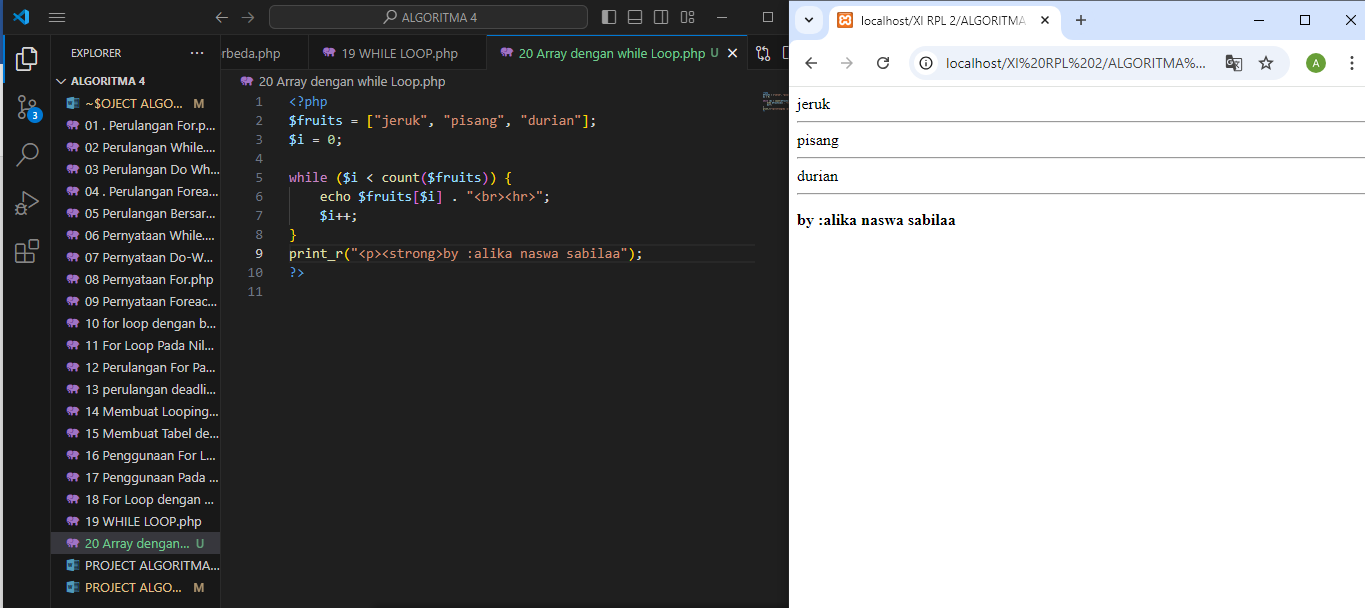 ALGORITMA 4
localhost/XI RPL 2/ALGORITMA
EXPLORER
rbeda.php
19 WHILE LOOP.php
20 Array dengan while Loop.php U
localhost/XI%20RPL%202/ALGORITMA%...
A
ALGORITMA 4
20 Array dengan while Loop.php
~$OJECT ALGO... M
01 . Perulangan For.p...
02 Perulangan While....
03 Perulangan Do Wh...
04 . Perulangan Forea...
05 Perulangan Bersar...
06 Pernyataan While....
07 Pernyataan Do-W...
08 Pernyataan For.php
09 Pernyataan Foreac...
10 for loop dengan b...
11 For Loop Pada Nil...
12 Perulangan For Pa...
13 perulangan deadli...
14 Membuat Looping...
15 Membuat Tabel de...
16 Penggunaan For L...
17 Penggunaan Pada ...
18 For Loop dengan ...
19 WHILE LOOP.php
20 Array dengan... U
PROJECT ALGORITMA...
PROJECT ALGO... M
3
1 <?php
2 $fruits = ["jeruk", "pisang", "durian"];
3 $i = 0;
4
5 while ($i < count($fruits)) {
6 echo $fruits[$i] . "<br><hr>";
7 $i++;
8 }
9 print_r("<p><strong>by :alika naswa sabilaa");
10 ?>
11
jeruk
pisang
durian
by :alika naswa sabilaa